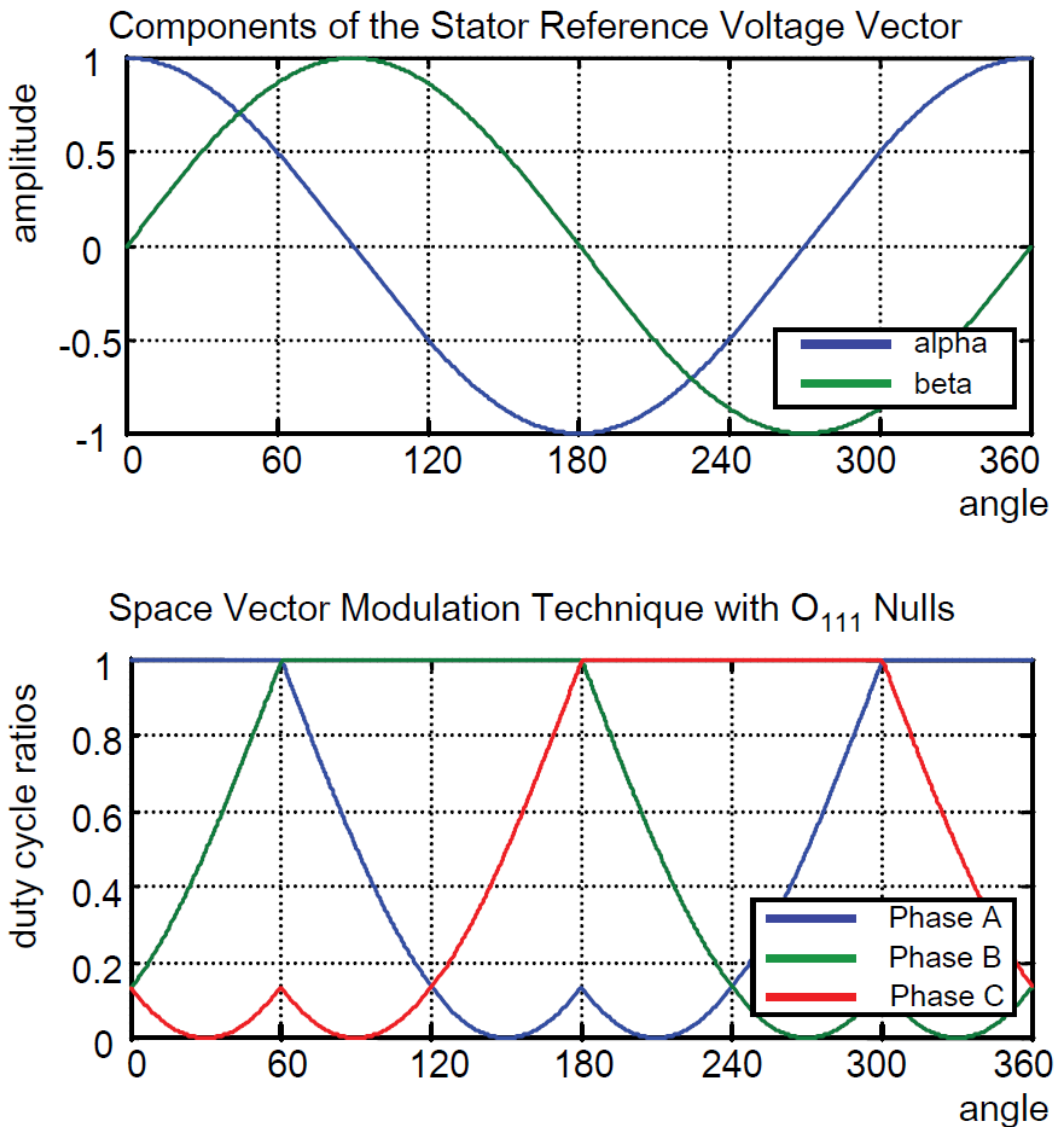 Components of the Stator Reference Voltage Vector
amplitude
1
0.5
0
-0.5
-1
alpha
beta
0 60 120 180 240 300 360
angle
Space Vector Modulation Technique with O111 Nulls
duty cycle ratios
1
0.8
0.6
0.4
0.2
0
Phase A
Phase B
Phase C
0 60 120 180 240 300 360
angle